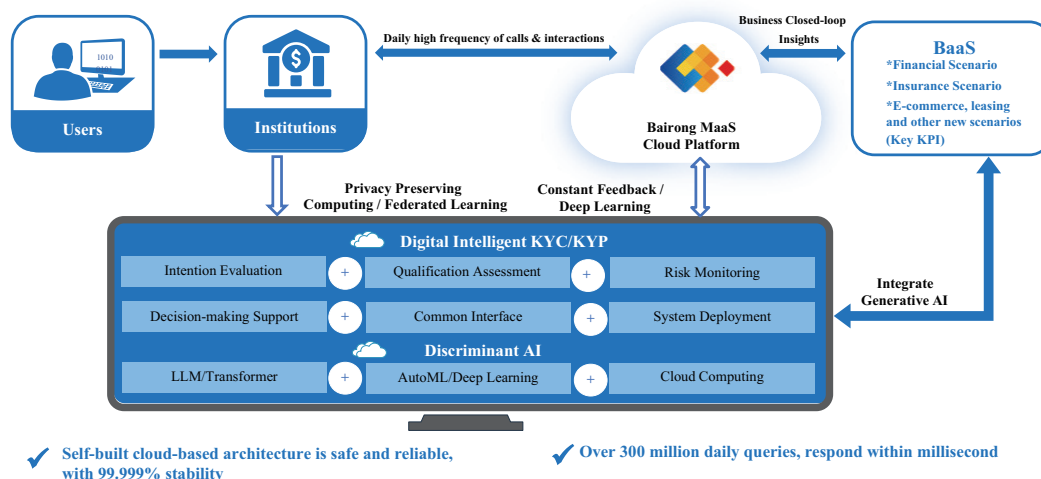 1010
0101
Users
Institutions
Daily high frequency of calls & interactions
Bairong MaaS
Cloud Platform
Business Closed-loop
Insights
BaaS
*Financial Scenario
*Insurance Scenario
*E-commerce, leasing
and other new scenarios
(Key KPI)
Privacy Preserving
Computing / Federated Learning
Constant Feedback /
Deep Learning
Digital Intelligent KYC/KYP
Intention Evaluation
+
Qualification Assessment
+
Risk Monitoring
Decision-making Support
+
Common Interface
+
System Deployment
Discriminant AI
LLM/Transformer
+
AutoML/Deep Learning
+
Cloud Computing
Integrate
Generative AI
Self-built cloud-based architecture is safe and reliable,
with 99.999% stability
Over 300 million daily queries, respond within millisecond